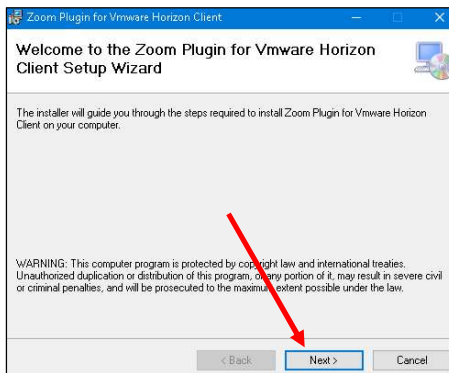 Zoom Plugin for Vmware Horizon Client
Welcome to the Zoom Plugin for Vmware Horizon
Client Setup Wizard
The installer will guide you through the steps required to install Zoom Plugin for Vmware Horizon
Client on your computer.
WARNING: This computer program is protected by copyright law and international treaties.
Unauthorized duplication or distribution of this program, or any portion of it, may result in severe civil
or criminal penalties, and will be prosecuted to the maximum extent possible under the law.
< Back
Next >
Cancel